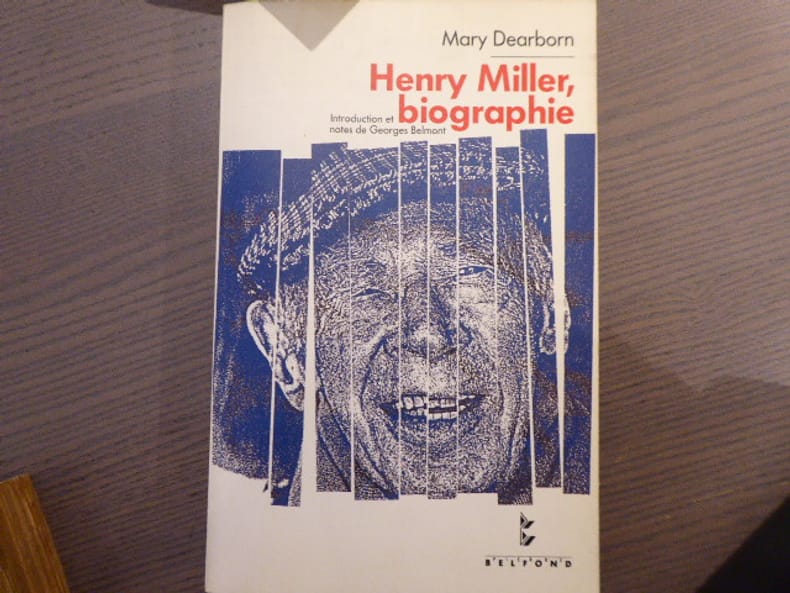 Mary Dearborn
Henry Miller,
biographie
Introduction et
notes de Georges Belmont
BELFOND